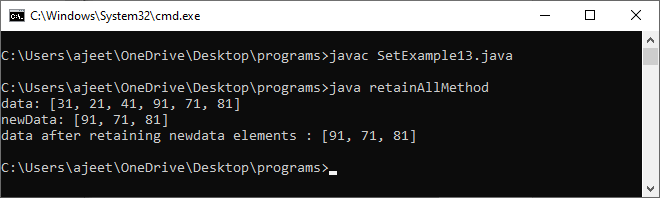 C:\Windows\System32\cmd.exe
C:\Users\ajeet\OneDrive\Desktop\programs>javac SetExample13.java
C:\Users\ajeet\OneDrive\Desktop\programs>java retainAllMethod
data: [31, 21, 41, 91, 71, 81]
newData: [91, 71, 81]
data after retaining newdata elements : [91, 71, 81]
C:\Users\ajeet\OneDrive\Desktop\programs>